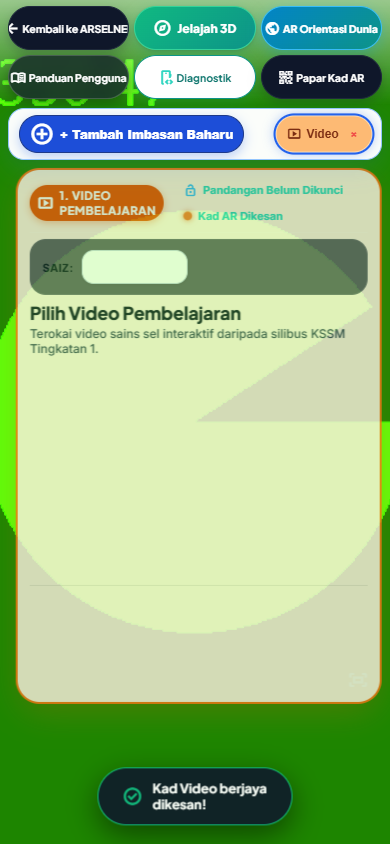 Kembali ke ARSELNE
Jelajah 3D
AR Orientasi Dunia
Panduan Pengguna
Diagnostik
Papar Kad AR
+ Tambah Imbasan Baharu
Video ×
1. VIDEO
PEMBELAJARAN
Pandangan Belum Dikunci
Kad AR Dikesan
SAIZ:
Pilih Video Pembelajaran
Terokai video sains sel interaktif daripada silibus KSSM
Tingkatan 1.
Kad Video berjaya
dikesan!